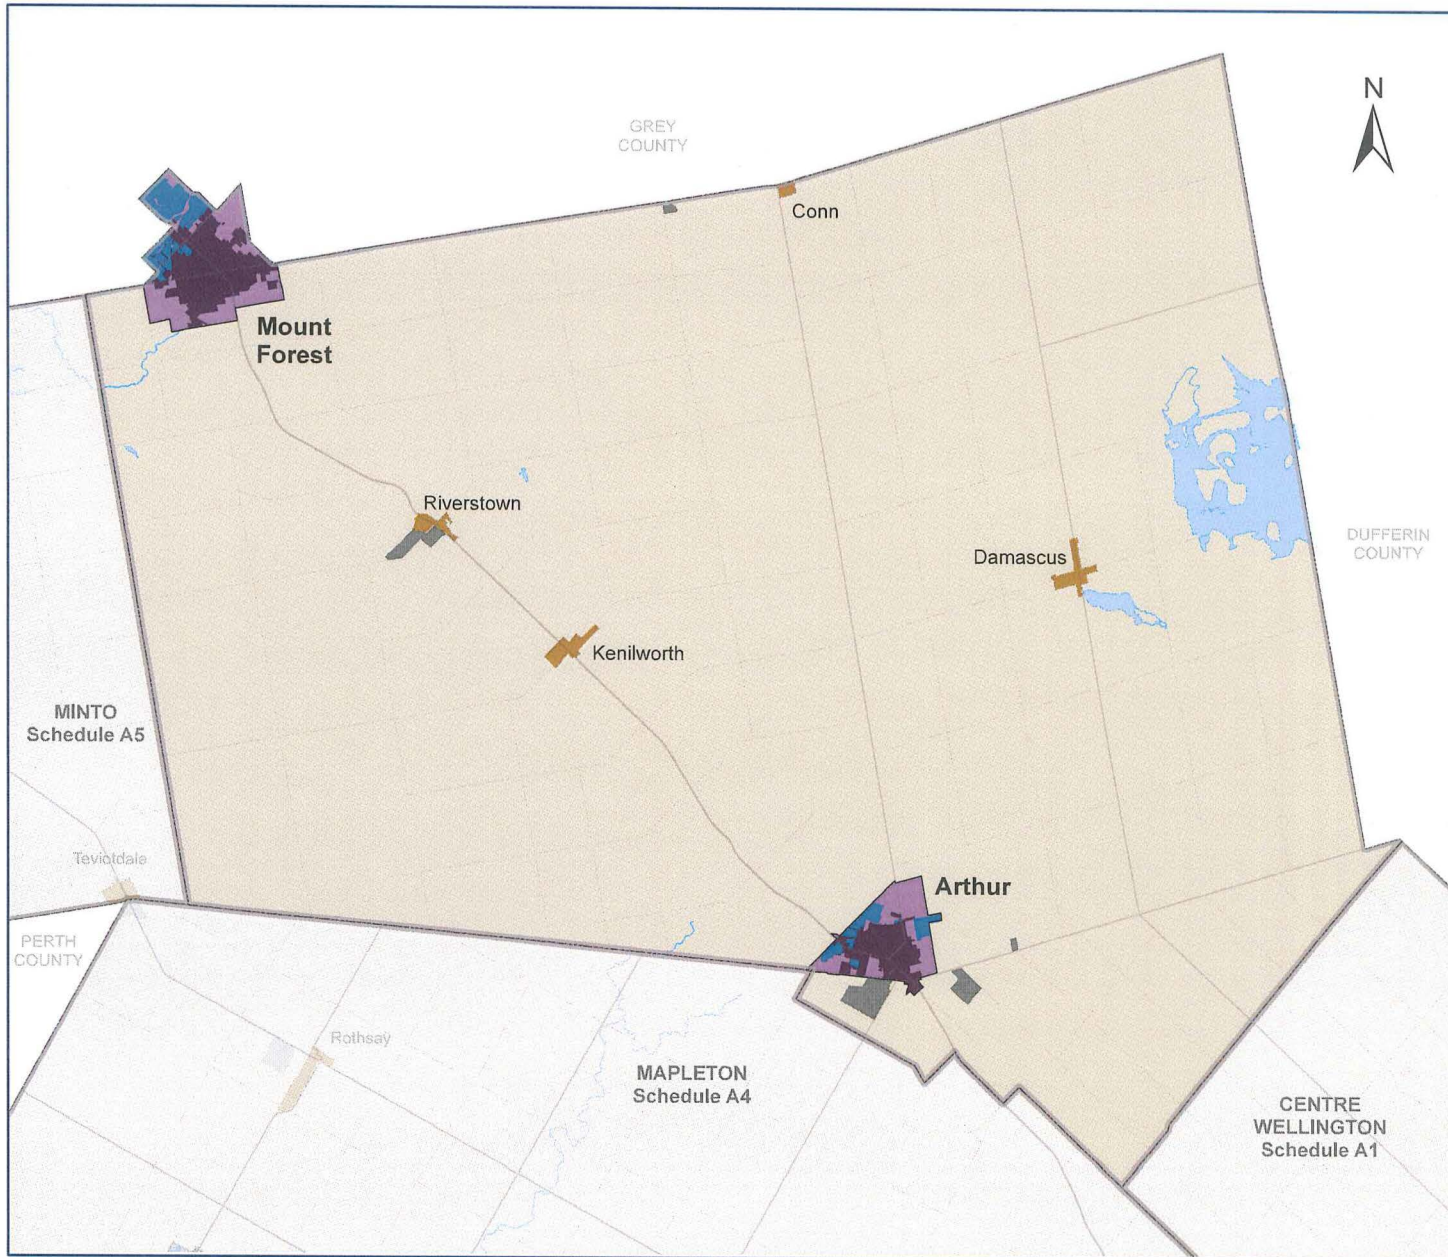 N
GREY
COUNTY
Conn
Mount
Forest
Riverstown
DUFFERIN
COUNTY
Damascus
Kenilworth
MINTO
Schedule A5
Teviotdale
Arthur
PERTH
COUNTY
Rothsay
MAPLETON
Schedule A4
CENTRE
WELLINGTON
Schedule A1